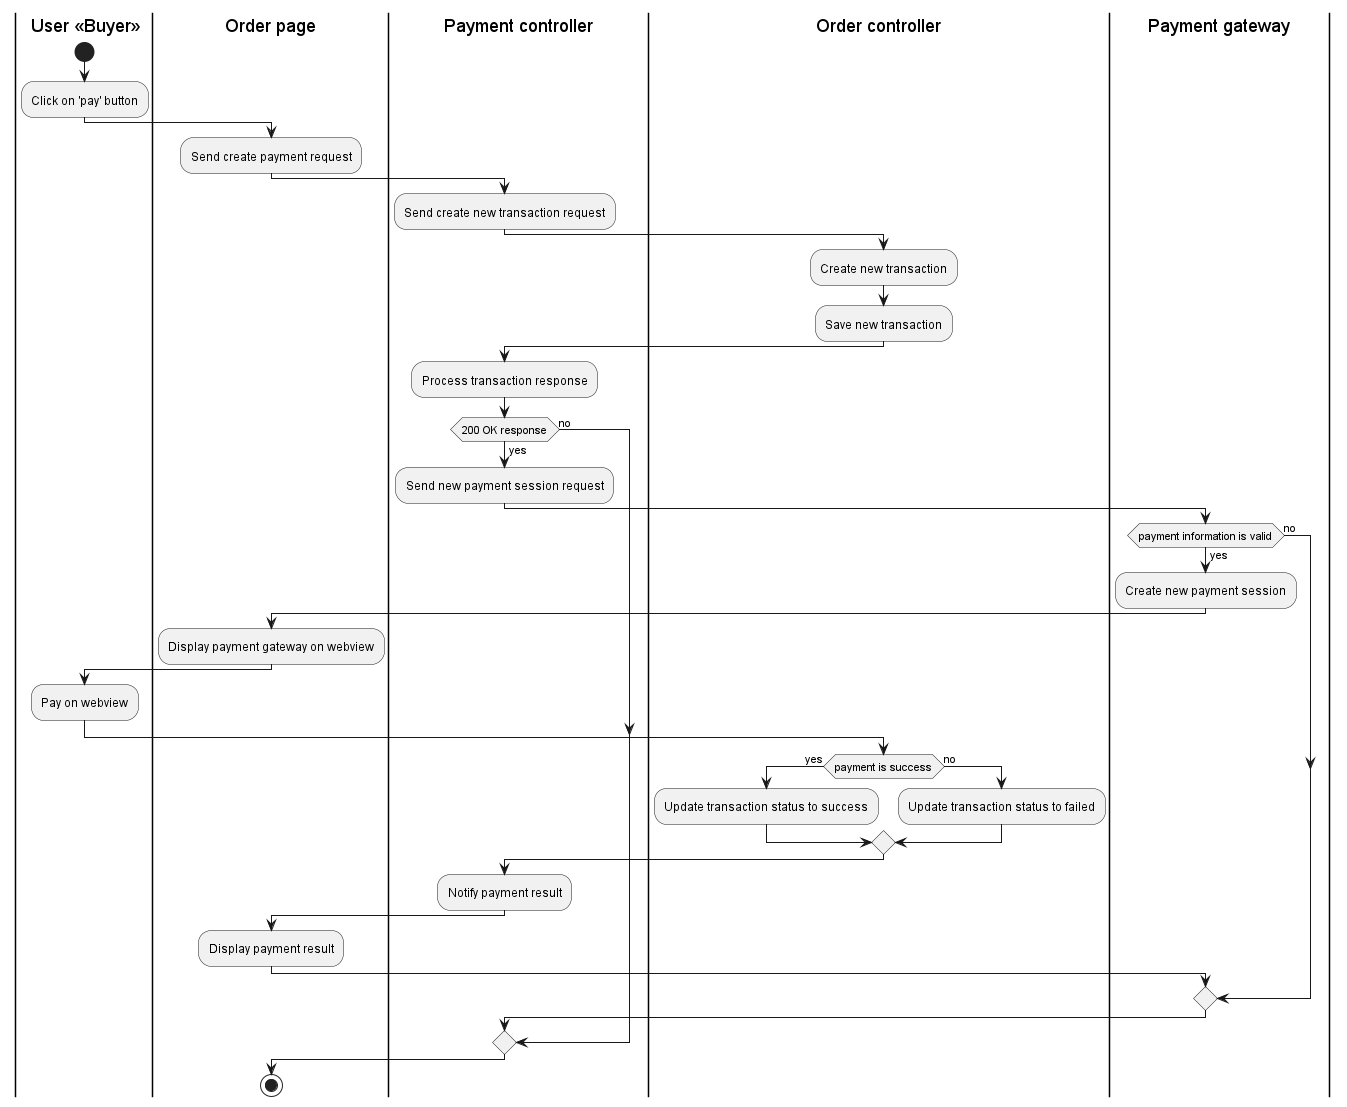 User «Buyer»
Order page
Payment controller
Order controller
Payment gateway
Click on 'pay' button
Send create payment request
Send create new transaction request
Create new transaction
Save new transaction
Process transaction response
200 OK response
no
yes
Send new payment session request
payment information is valid
no
yes
Create new payment session
Display payment gateway on webview
Pay on webview
yes
payment is success
no
Update transaction status to success
Update transaction status to failed
Notify payment result
Display payment result